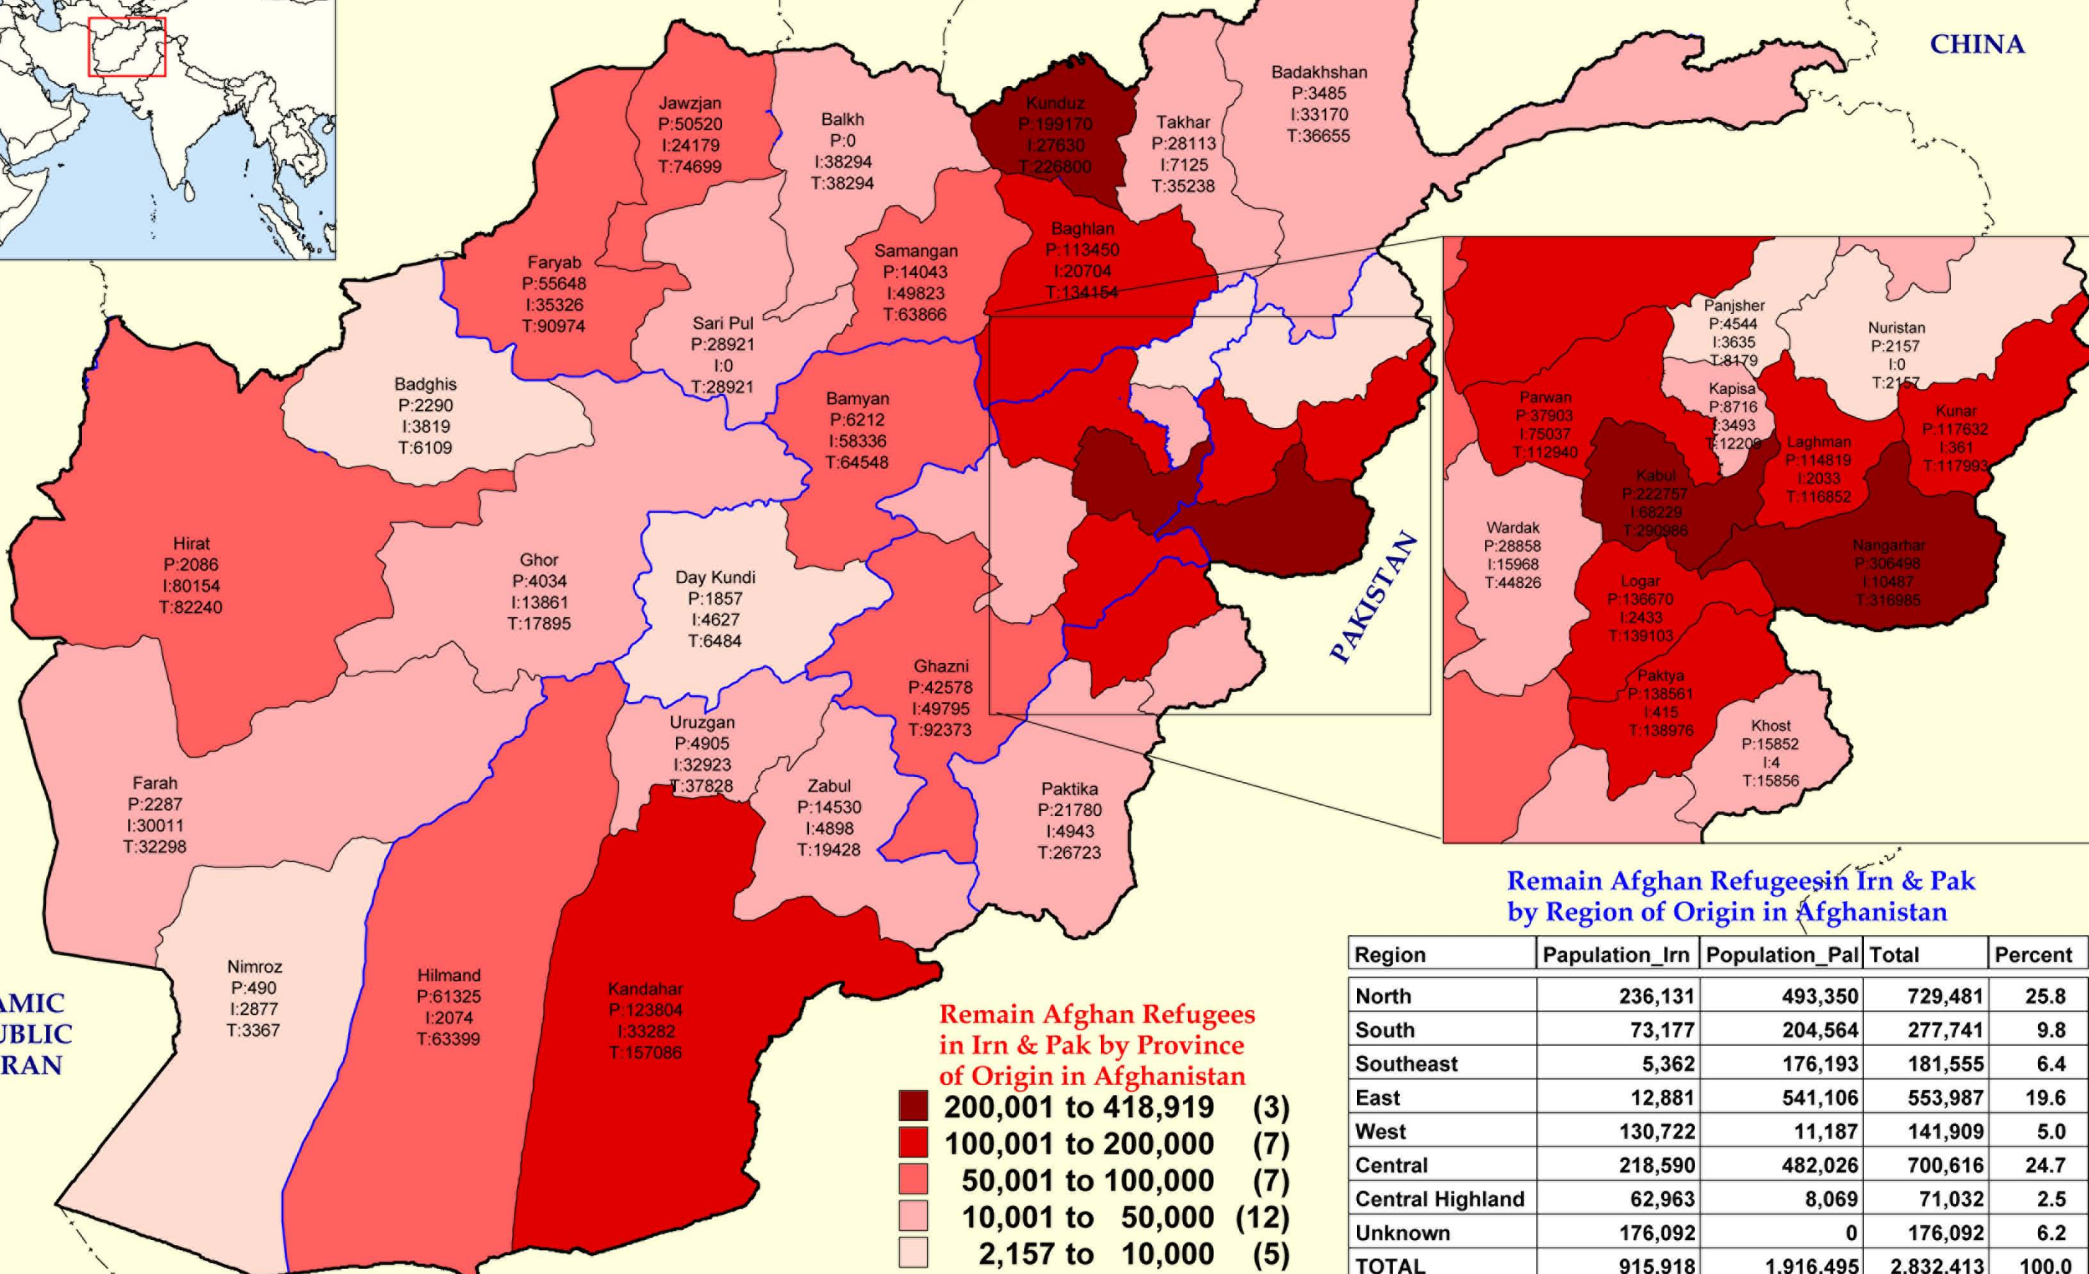 CHINA
Jawzjan
P:50520
I:24179
T:74699
Balkh
P:0
I:38294
T:38294
Kunduz
P:199170
I:27630
T:226800
Takhar
P:28113
I:7125
T:35238
Badakhshan
P:3485
I:33170
T:36655
Faryab
P:55648
I:35326
T:90974
Sari Pul
P:28921
I:0
T:28921
Samangan
P:14043
I:49823
T:63866
Baghlan
P:113450
I:20704
T:134154
Badghis
P:2290
I:3819
T:6109
Bamyan
P:6212
I:58336
T:64548
Hirat
P:2086
I:80154
T:82240
Ghor
P:4034
I:13861
T:17895
Day Kundi
P:1857
I:4627
T:6484
Ghazni
P:42578
I:49795
T:92373
PAKISTAN
Farah
P:2287
I:30011
T:32298
Uruzgan
P:4905
I:32923
T:37828
Zabul
P:14530
I:4898
T:19428
Paktika
P:21780
I:4943
T:26723
Nimroz
P:490
I:2877
T:3367
Hilmand
P:61325
I:2074
T:63399
Kandahar
P:123804
I:33282
T:157086
AMIC
UBLIC
RAN
Panjsher
P:4544
I:3635
T:8179
Nuristan
P:2157
I:0
T:2157
Parwan
P:37903
I:75037
T:112940
Kapisa
P:8716
I:3493
T:12209
Laghman
P:114819
I:2033
T:116852
Kunar
P:117632
I:361
T:117993
Kabul
P:222757
I:68229
T:290986
Wardak
P:28858
I:15968
T:44826
Logar
P:136670
I:2433
T:139103
Nangarhar
P:306498
I:10487
T:316985
Paktya
P:138561
I:415
T:138976
Khost
P:15852
I:4
T:15856
Remain Afghan Refugees
in Irn & Pak by Province
of Origin in Afghanistan
200,001 to 418,919 (3)
100,001 to 200,000 (7)
50,001 to 100,000 (7)
10,001 to 50,000 (12)
2,157 to 10,000 (5)
Remain Afghan Refugeesin Irn & Pak
by Region of Origin in Afghanistan
Region Papulation_Irn Population_Pal Total Percent
North 236,131 493,350 729,481 25.8
South 73,177 204,564 277,741 9.8
Southeast 5,362 176,193 181,555 6.4
East 12,881 541,106 553,987 19.6
West 130,722 11,187 141,909 5.0
Central 218,590 482,026 700,616 24.7
Central Highland 62,963 8,069 71,032 2.5
Unknown 176,092 0 176,092 6.2
TOTAL 915,918 1,916,495 2,832,413 100.0